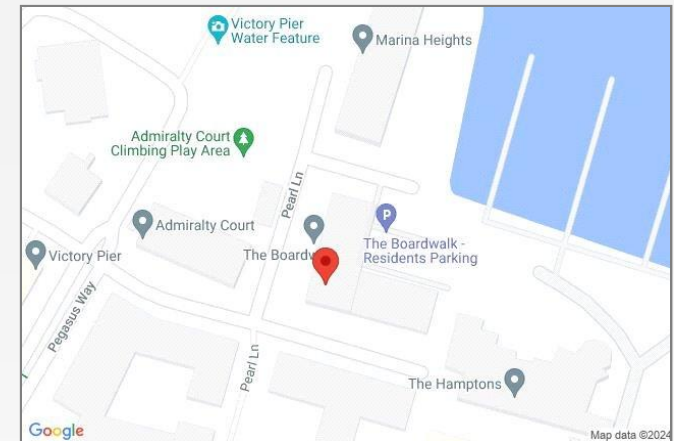 Victory Pier
Water Feature
Marina Heights
Admiralty Court
Climbing Play Area
Pearl Ln
Admiralty Court
P
The Boardw
The Boardwalk -
Residents Parking
Victory Pier
Pegasus Way
Pearl Ln
The Hamptons
Google
Map data ©2024